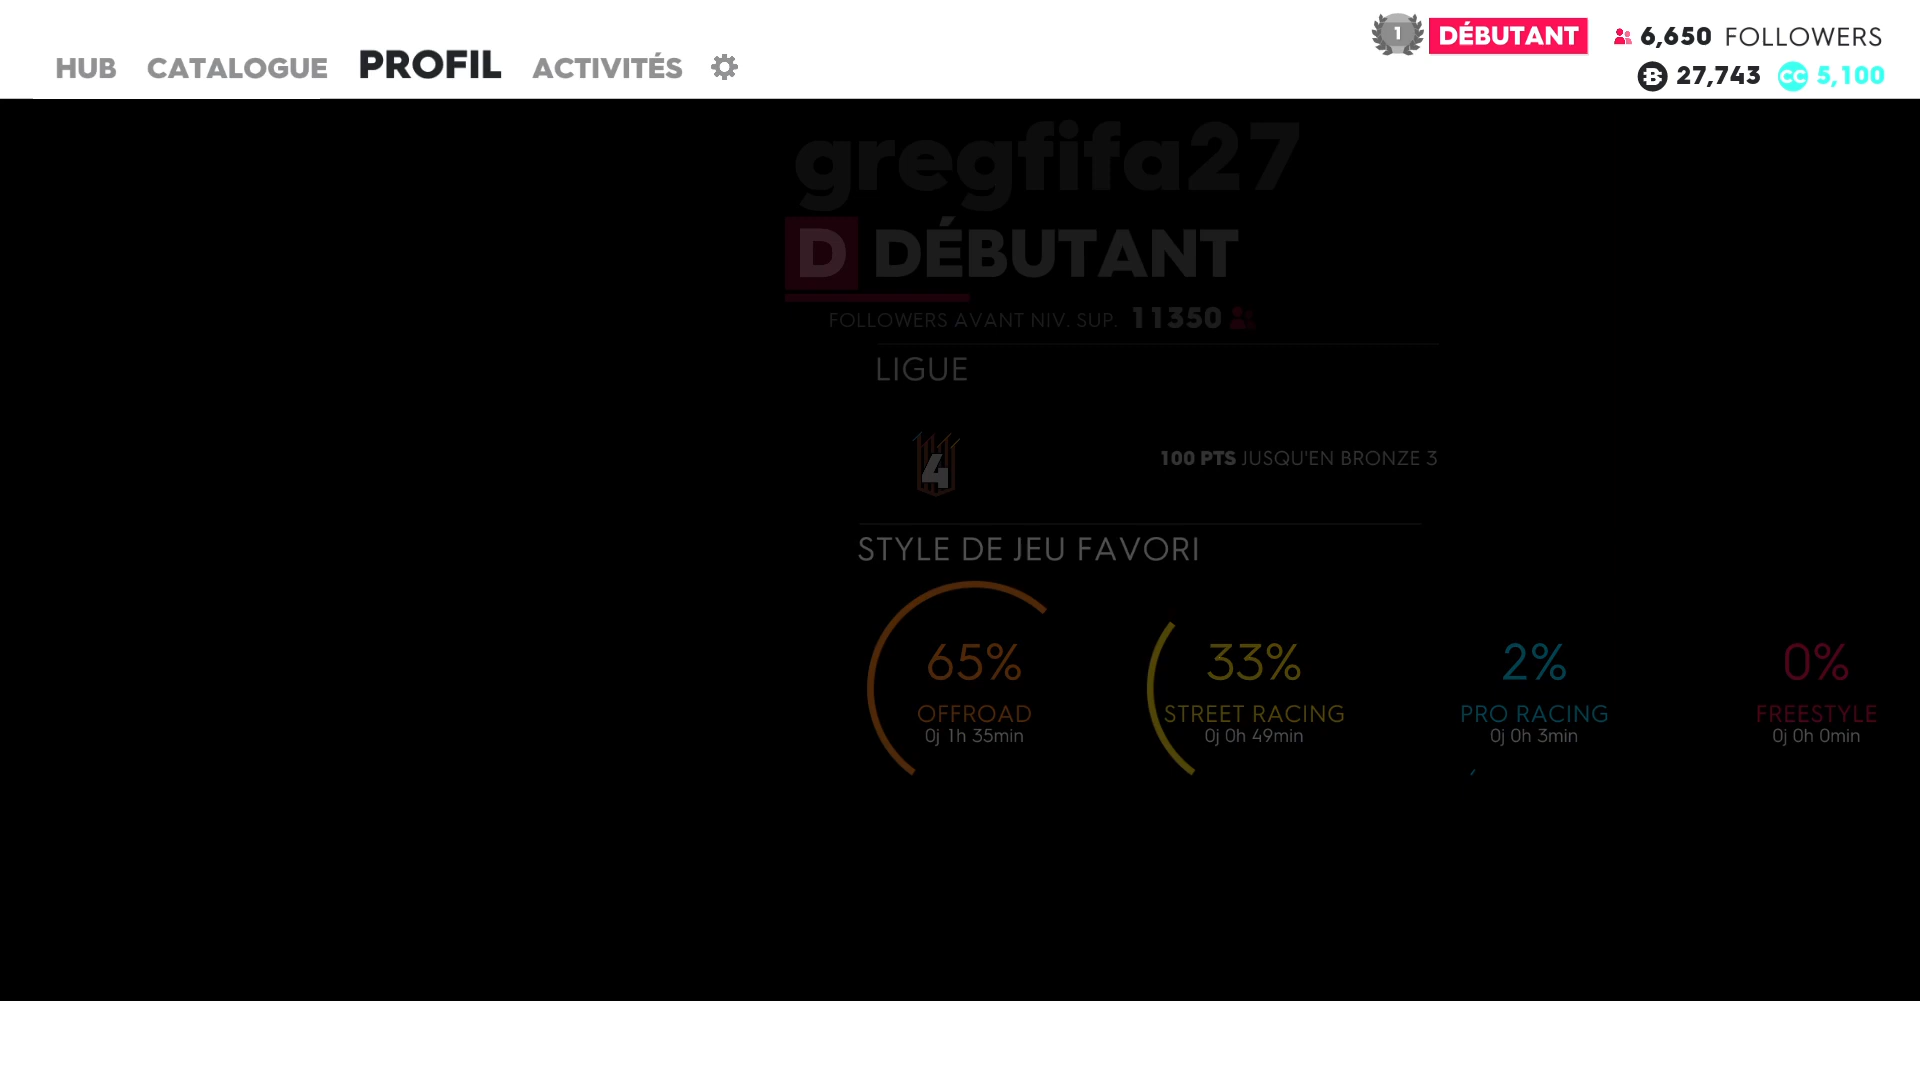 HUB CATALOGUE PROFIL ACTIVITÉS
1 DÉBUTANT 6,650 FOLLOWERS
27,743 CC 5,100
gregfifa27
D DÉBUTANT
FOLLOWERS AVANT NIV. SUP. 11350
LIGUE
4
100 PTS JUSQU'EN BRONZE 3
STYLE DE JEU FAVORI
65% 33% 2% 0%
OFFROAD STREET RACING PRO RACING FREESTYLE
0j 1h 35min 0j 0h 49min 0j 0h 3min 0j 0h 0min